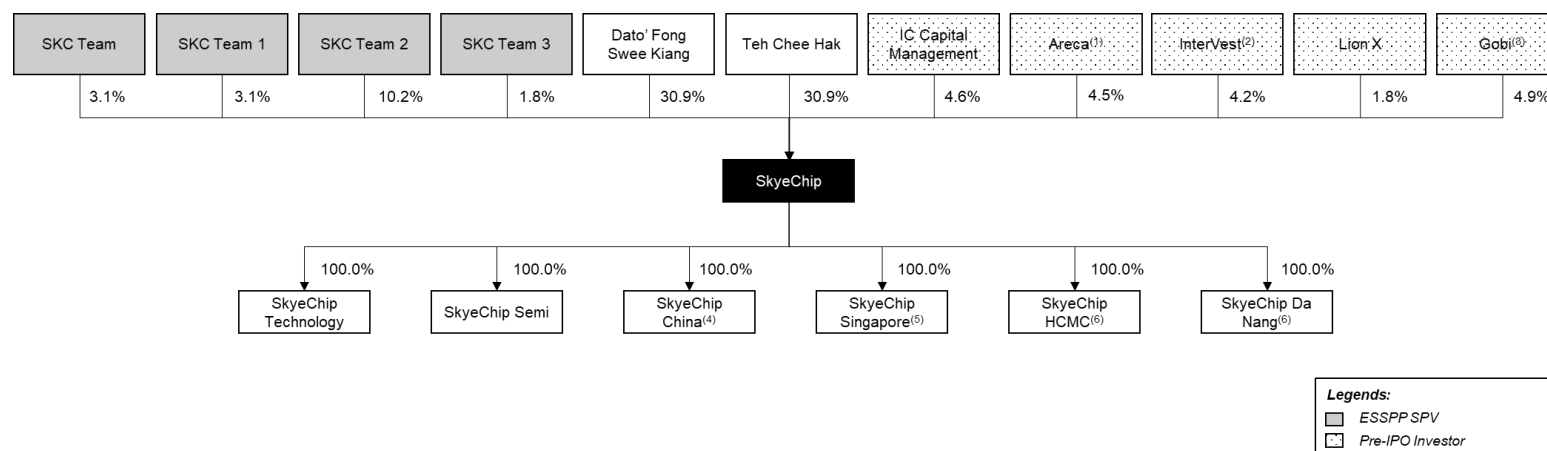 SKC Team
SKC Team 1
SKC Team 2
SKC Team 3
Dato' Fong
Swee Kiang
Teh Chee Hak
IC Capital
Management
Areca(1)
InterVest(2)
Lion X
Gobi(3)
3.1%
3.1%
10.2%
1.8%
30.9%
30.9%
4.6%
4.5%
4.2%
1.8%
4.9%
SkyeChip
100.0%
100.0%
100.0%
100.0%
100.0%
100.0%
SkyeChip
Technology
SkyeChip Semi
SkyeChip
China(4)
SkyeChip
Singapore(5)
SkyeChip
HCMC(6)
SkyeChip Da
Nang(6)
Legends:
ESSPP SPV
Pre-IPO Investor